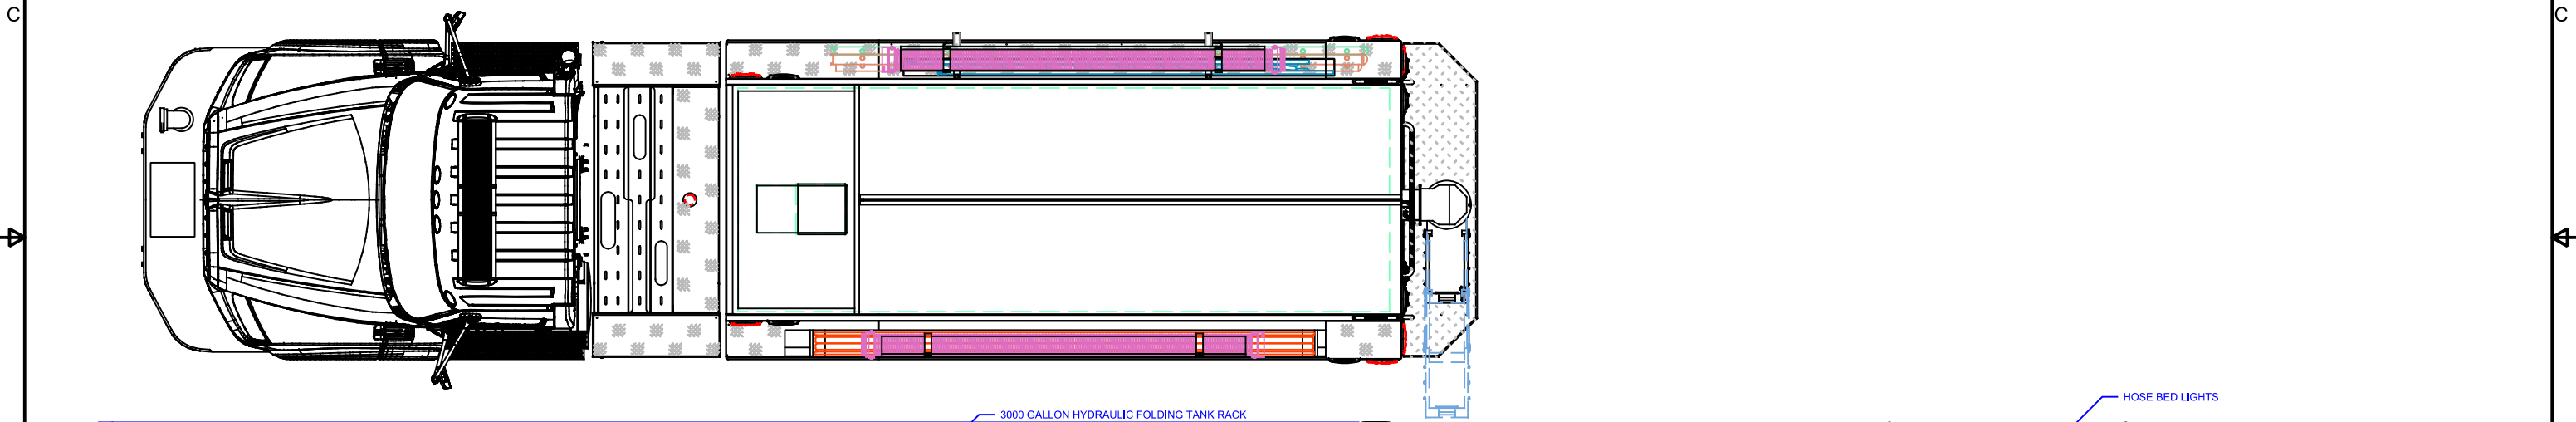 C
C
HOSE BED LIGHTS
3000 GALLON HYDRAULIC FOLDING TANK RACK